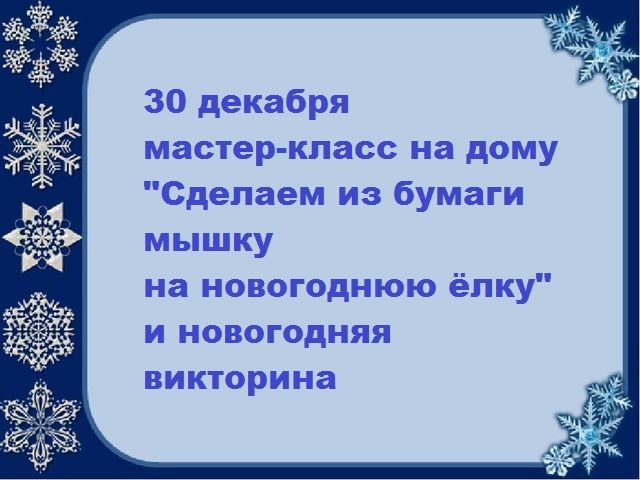 30 декабря
мастер-класс на дому
"Сделаем из бумаги
мышку
на новогоднюю ёлку"
и новогодняя
викторина